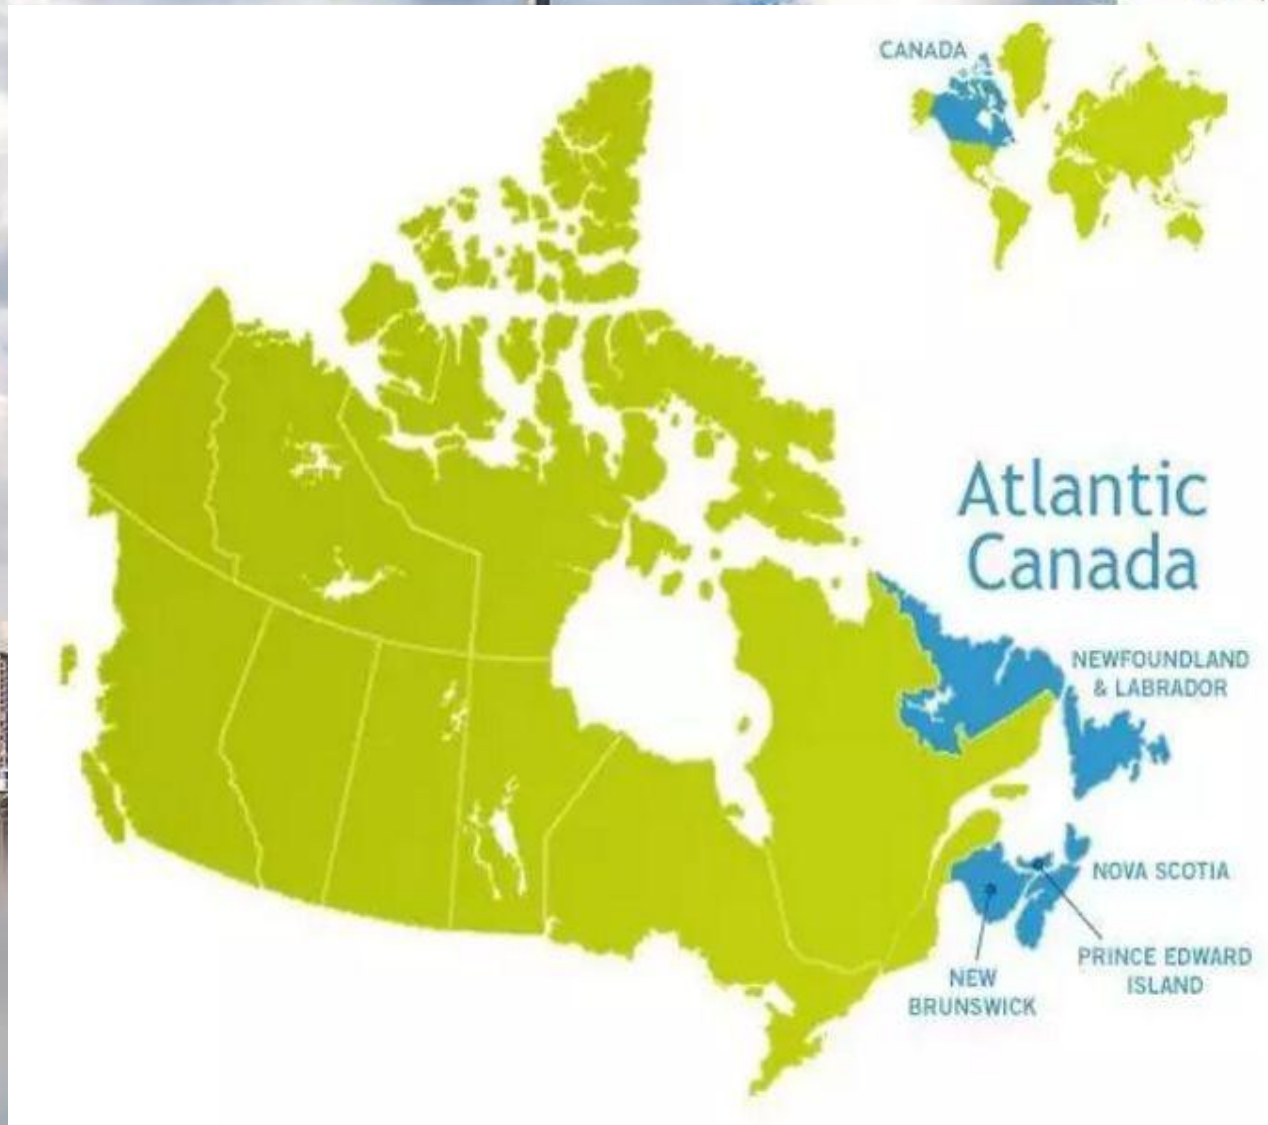 CANADA
Atlantic
Canada
NEWFOUNDLAND
& LABRADOR
NOVA SCOTIA
PRINCE EDWARD
ISLAND
NEW
BRUNSWICK